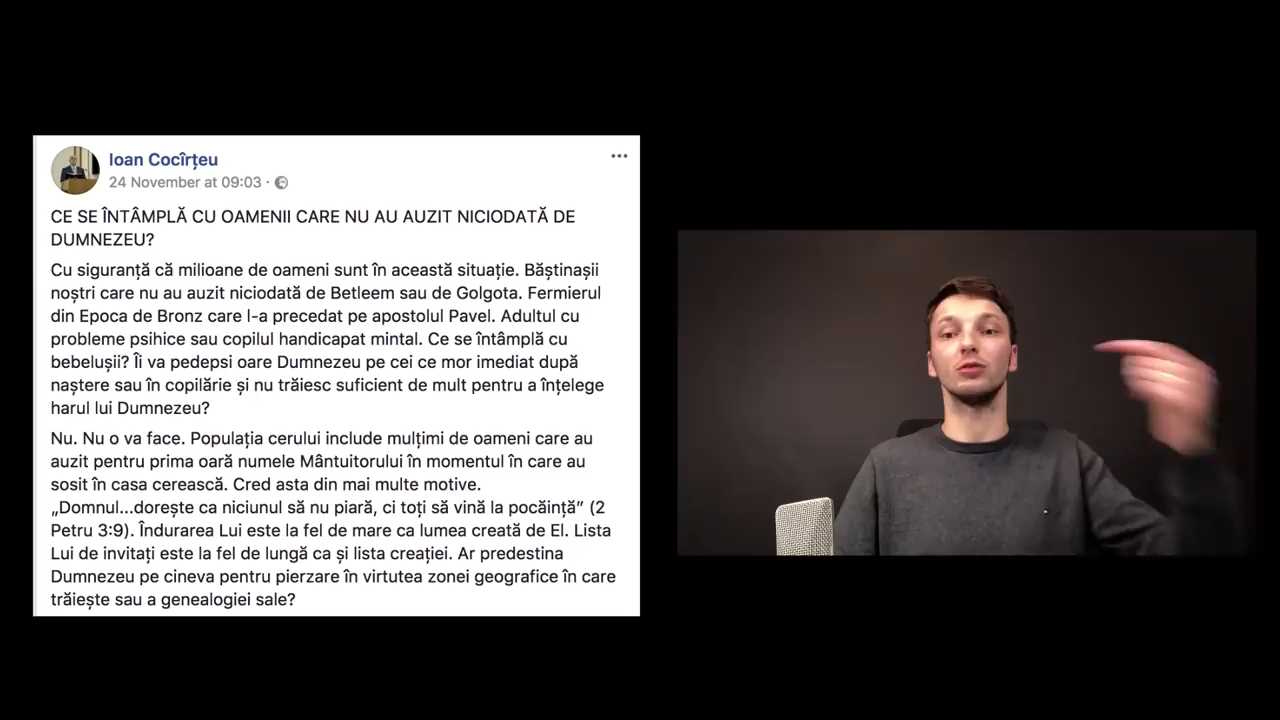 Ioan Cocîrțeu
24 November at 09:03 ·
CE SE ÎNTÂMPLĂ CU OAMENII CARE NU AU AUZIT NICIODATĂ DE
DUMNEZEU?
Cu siguranță că milioane de oameni sunt în această situație. Băștinașii
noștri care nu au auzit niciodată de Betleem sau de Golgota. Fermierul
din Epoca de Bronz care l-a precedat pe apostolul Pavel. Adultul cu
probleme psihice sau copilul handicapat mintal. Ce se întâmplă cu
bebelușii? Îi va pedepsi oare Dumnezeu pe cei ce mor imediat după
naștere sau în copilărie și nu trăiesc suficient de mult pentru a înțelege
harul lui Dumnezeu?
Nu. Nu o va face. Populația cerului include mulțimi de oameni care au
auzit pentru prima oară numele Mântuitorului în momentul în care au
sosit în casa cerească. Cred asta din mai multe motive.
„Domnul...dorește ca niciunul să nu piară, ci toți să vină la pocăință” (2
Petru 3:9). Îndurarea Lui este la fel de mare ca lumea creată de El. Lista
Lui de invitați este la fel de lungă ca și lista creației. Ar predestina
Dumnezeu pe cineva pentru pierzare în virtutea zonei geografice în care
trăiește sau a genealogiei sale?